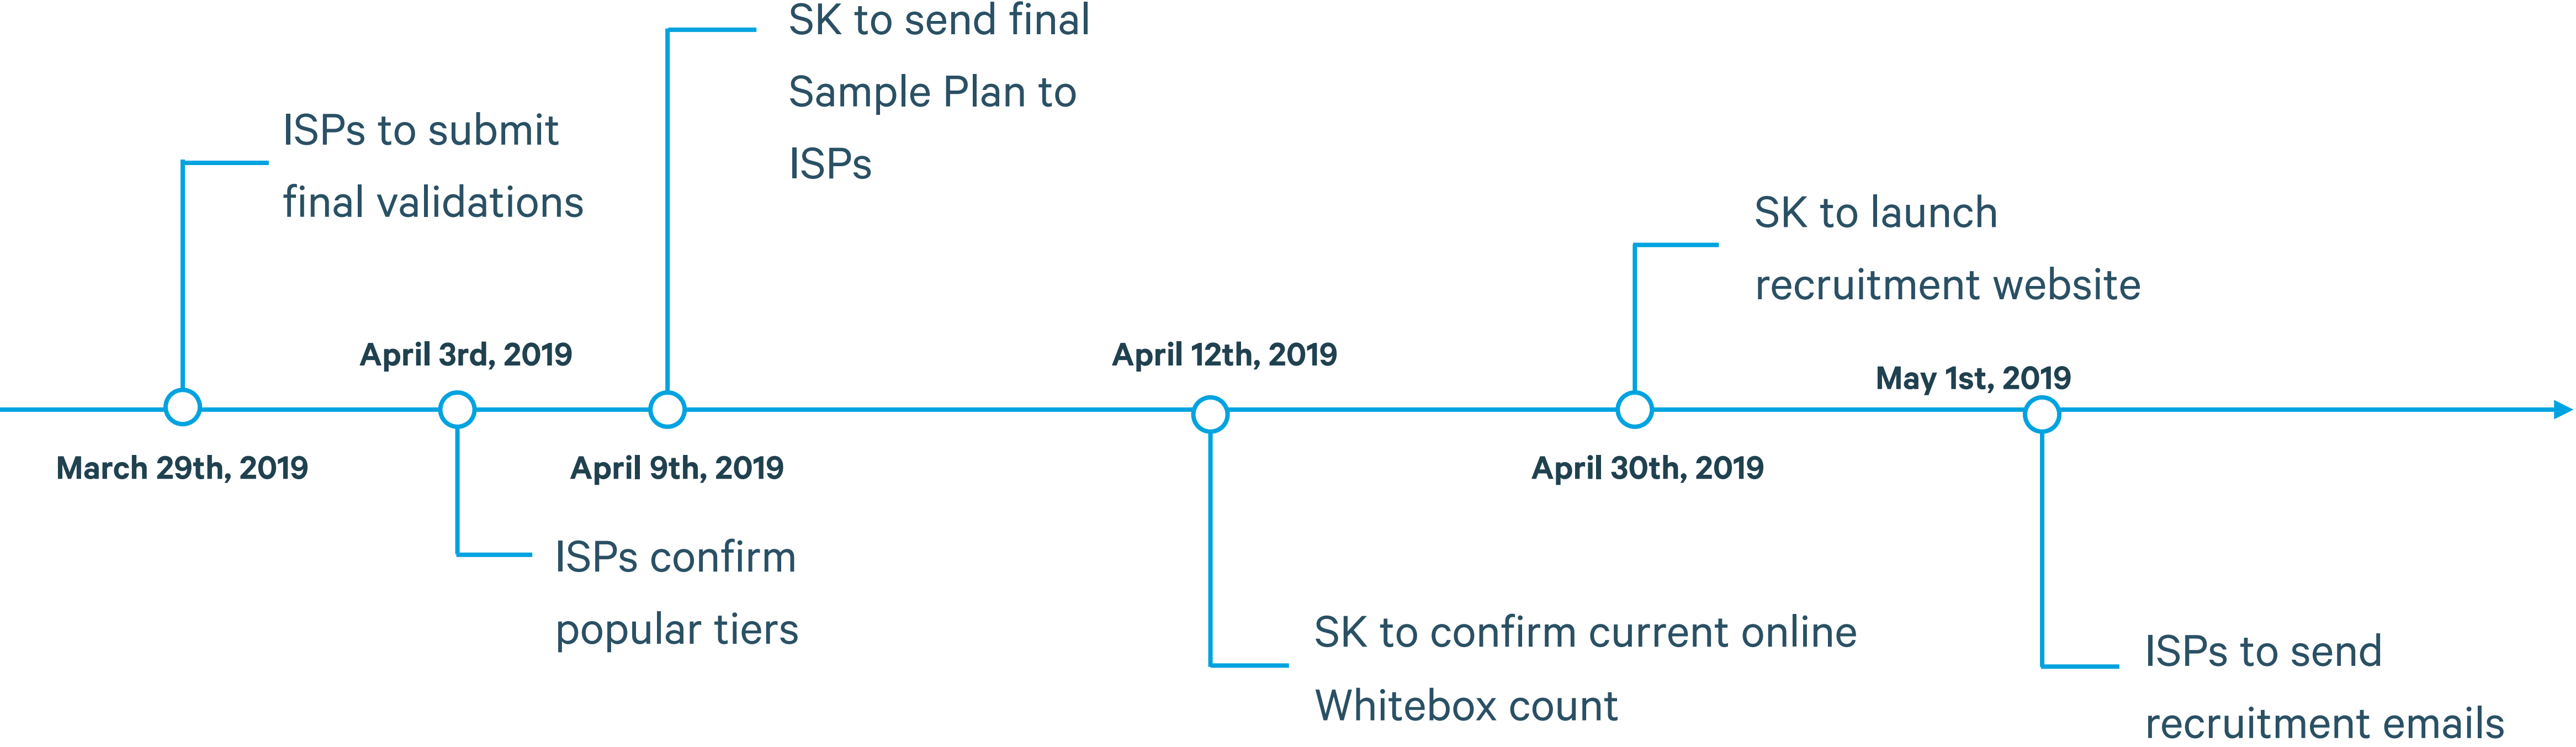 SK to send final
Sample Plan to
ISPs
ISPs to submit
final validations
SK to launch
recruitment website
April 3rd, 2019
April 12th, 2019
May 1st, 2019
March 29th, 2019
April 9th, 2019
April 30th, 2019
ISPs confirm
popular tiers
SK to confirm current online
Whitebox count
ISPs to send
recruitment emails